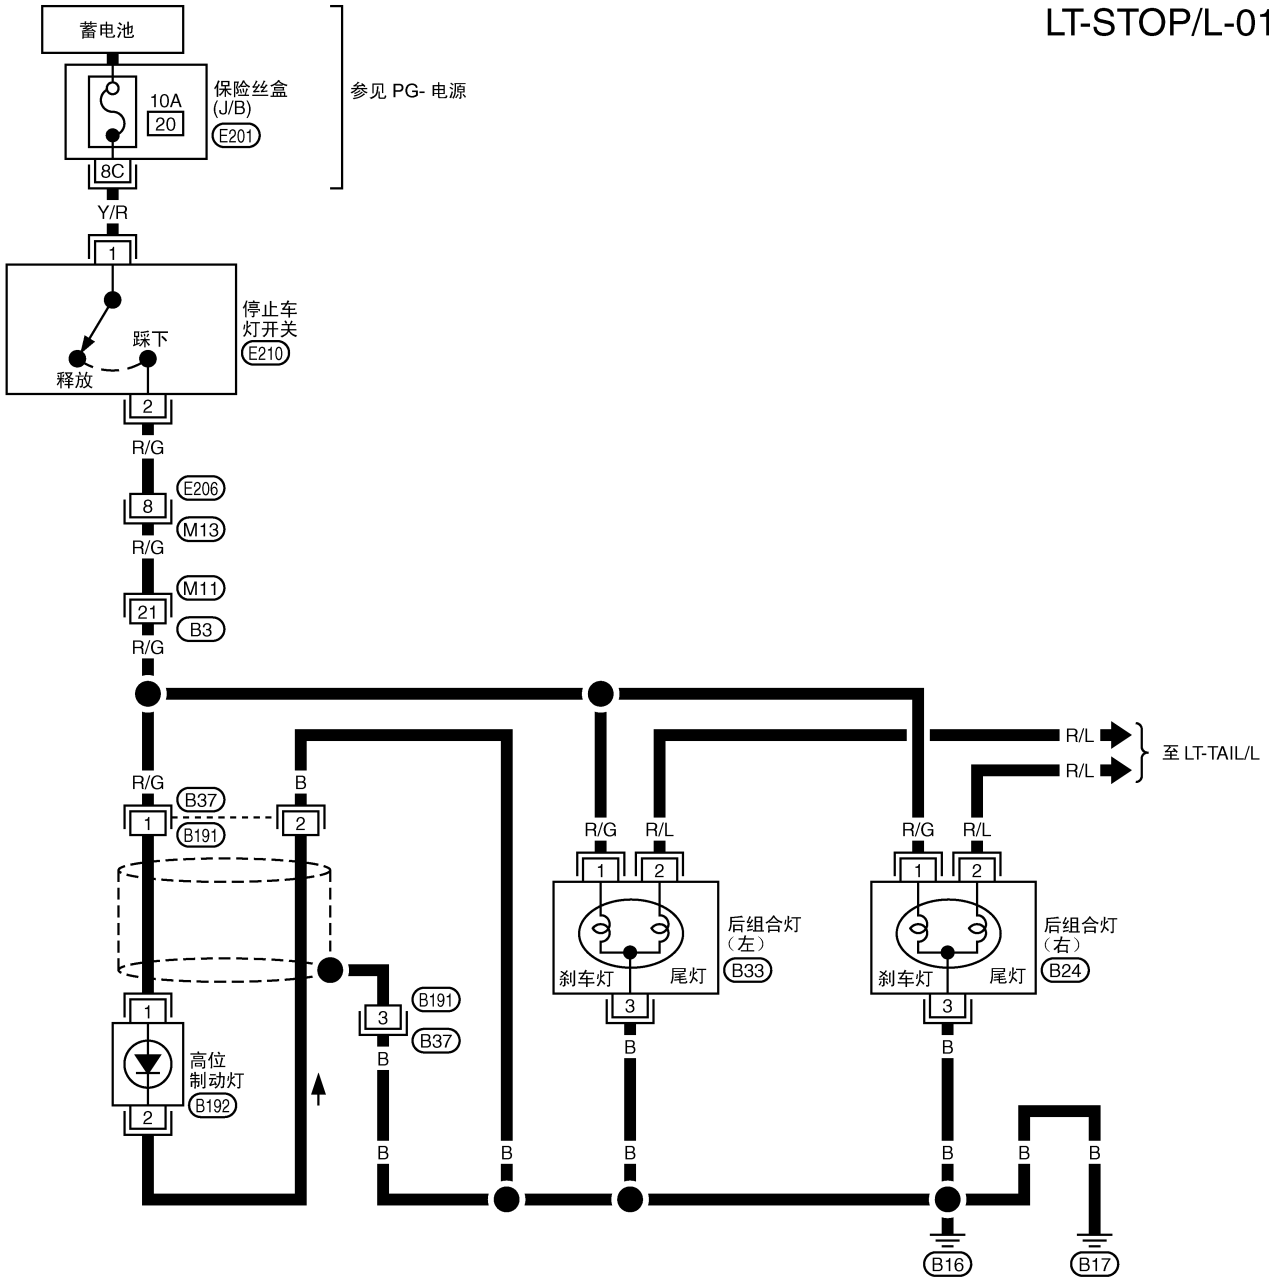 LT-STOP/L-01
蓄电池
10A
20
保险丝盒
(J/B)
E201
参见 PG- 电源
8C
Y/R
1
停止车
灯开关
E210
踩下
释放
2
R/G
E206
8
M13
R/G
M11
21
B3
R/G
R/L
R/L
至 LT-TAIL/L
R/G
B
B37
1
2
B191
R/G
R/L
R/G
R/L
1
2
1
2
后组合灯
（左）
B33
刹车灯
尾灯
后组合灯
（右）
B24
刹车灯
尾灯
3
3
1
B191
3
B37
高位
制动灯
B192
2
B
B
B
B
B
B
B
B
B
B16
B17